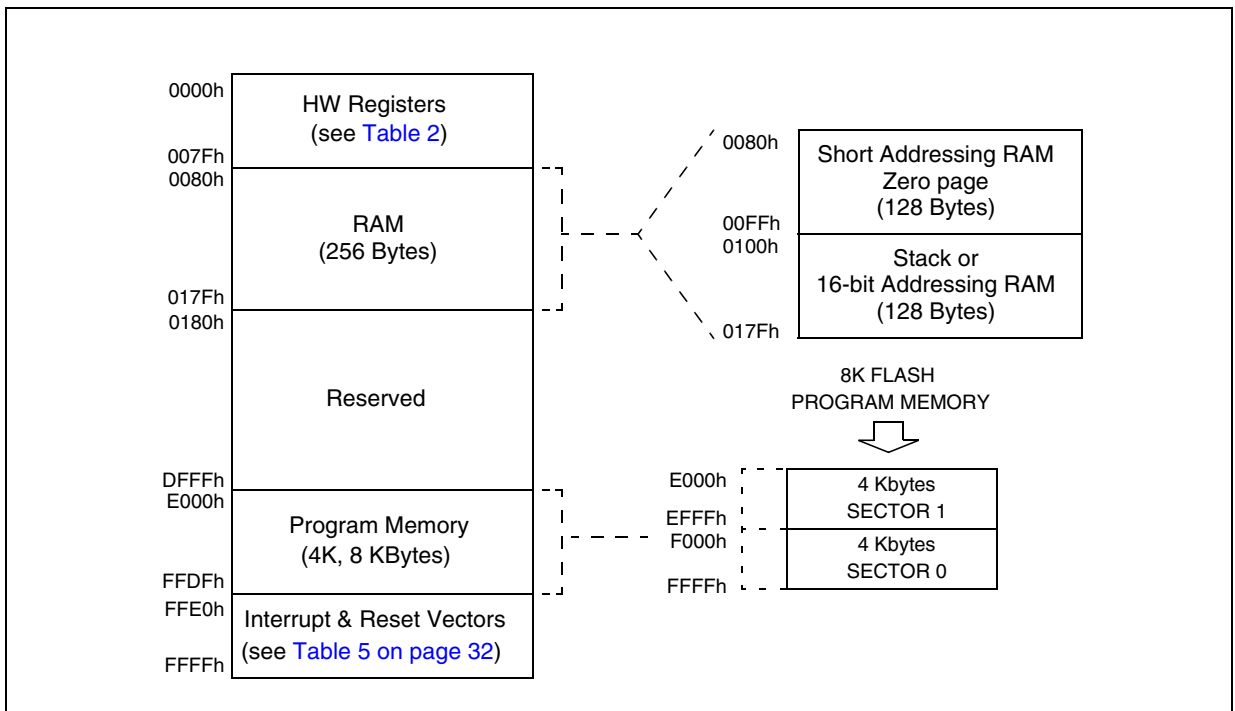 0000h
HW Registers
(see Table 2)
007Fh
0080h
RAM
(256 Bytes)
017Fh
0180h
Reserved
DFFFh
E000h
Program Memory
(4K, 8 KBytes)
FFDFh
FFE0h
Interrupt & Reset Vectors
(see Table 5 on page 32)
FFFFh
0080h
Short Addressing RAM
Zero page
(128 Bytes)
00FFh
0100h
Stack or
16-bit Addressing RAM
(128 Bytes)
017Fh
8K FLASH
PROGRAM MEMORY
E000h
4 Kbytes
SECTOR 1
EFFFh
F000h
4 Kbytes
SECTOR 0
FFFFh